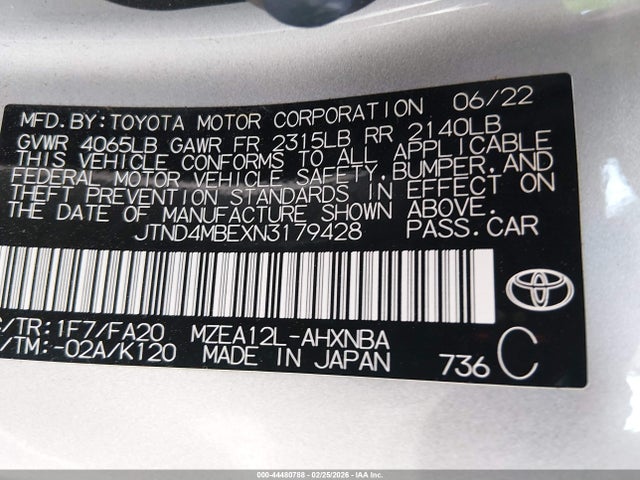 MFD.BY:TOYOTA MOTOR CORPORATION 06/22
GVWR 4065LB GAWR FR 2315LB RR 2140LB
THIS VEHICLE CONFORMS TO ALL APPLICABLE
FEDERAL MOTOR VEHICLE SAFETY, BUMPER, AND
THEFT PREVENTION STANDARDS IN EFFECT ON
THE DATE OF MANUFACTURE SHOWN ABOVE.
JTND4MBEXN3179428 PASS.CAR
C/TR:1F7/FA20 MZEA12L-AHXNBA
/TM:-02A/K120 MADE IN JAPAN 736 C
000-44480768 - 02/25/2026 - IAA Inc.